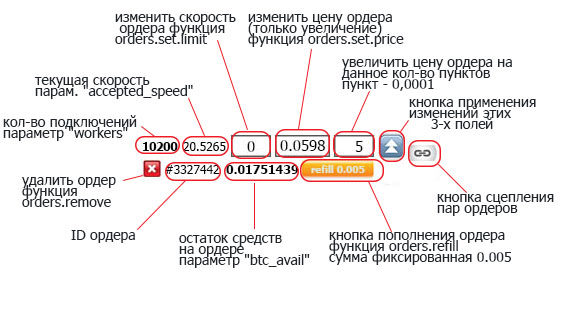 изменить скорость
ордера функция
orders.set.limit
изменить цену ордера
(только увеличение)
функция orders.set.price
увеличить цену ордера на
данное кол-во пунктов
пункт - 0,0001
текущая скорость
парам. "accepted_speed"
кнопка применения
изменений этих
3-х полей
кол-во подключений
параметр "workers"
10200 20.5265 0 0.0598 5
#3327442 0.01751439 refill 0.005
удалить ордер
функция
orders.remove
кнопка сцепления
пар ордеров
ID ордера
остаток средств
на ордере
параметр "btc_avail"
кнопка пополнения ордера
функция orders.refill
сумма фиксированная 0.005